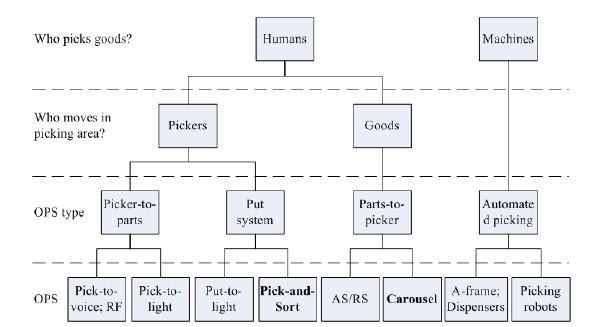 Who picks goods?
Humans
Machines
Who moves in
picking area?
Pickers
Goods
OPS type
Picker-to-
parts
Put
system
Parts-to-
picker
Automate
d picking
OPS
Pick-to-
voice; RF
Pick-to-
light
Put-to-
light
Pick-and-
Sort
AS/RS
Carousel
A-frame;
Dispensers
Picking
robots